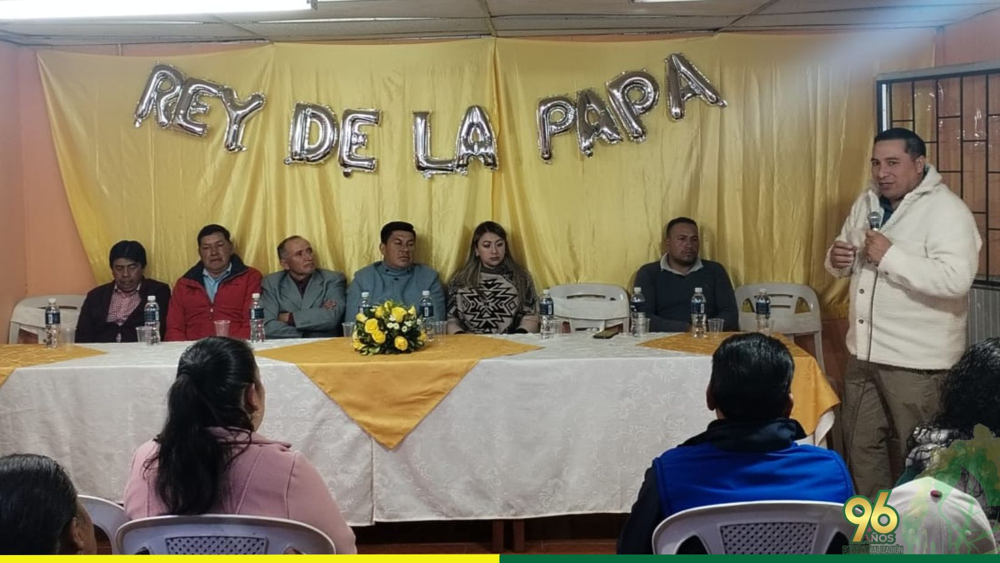 REY DE LA PAPA
96
AÑOS
PARROQUIALIZACIÓN